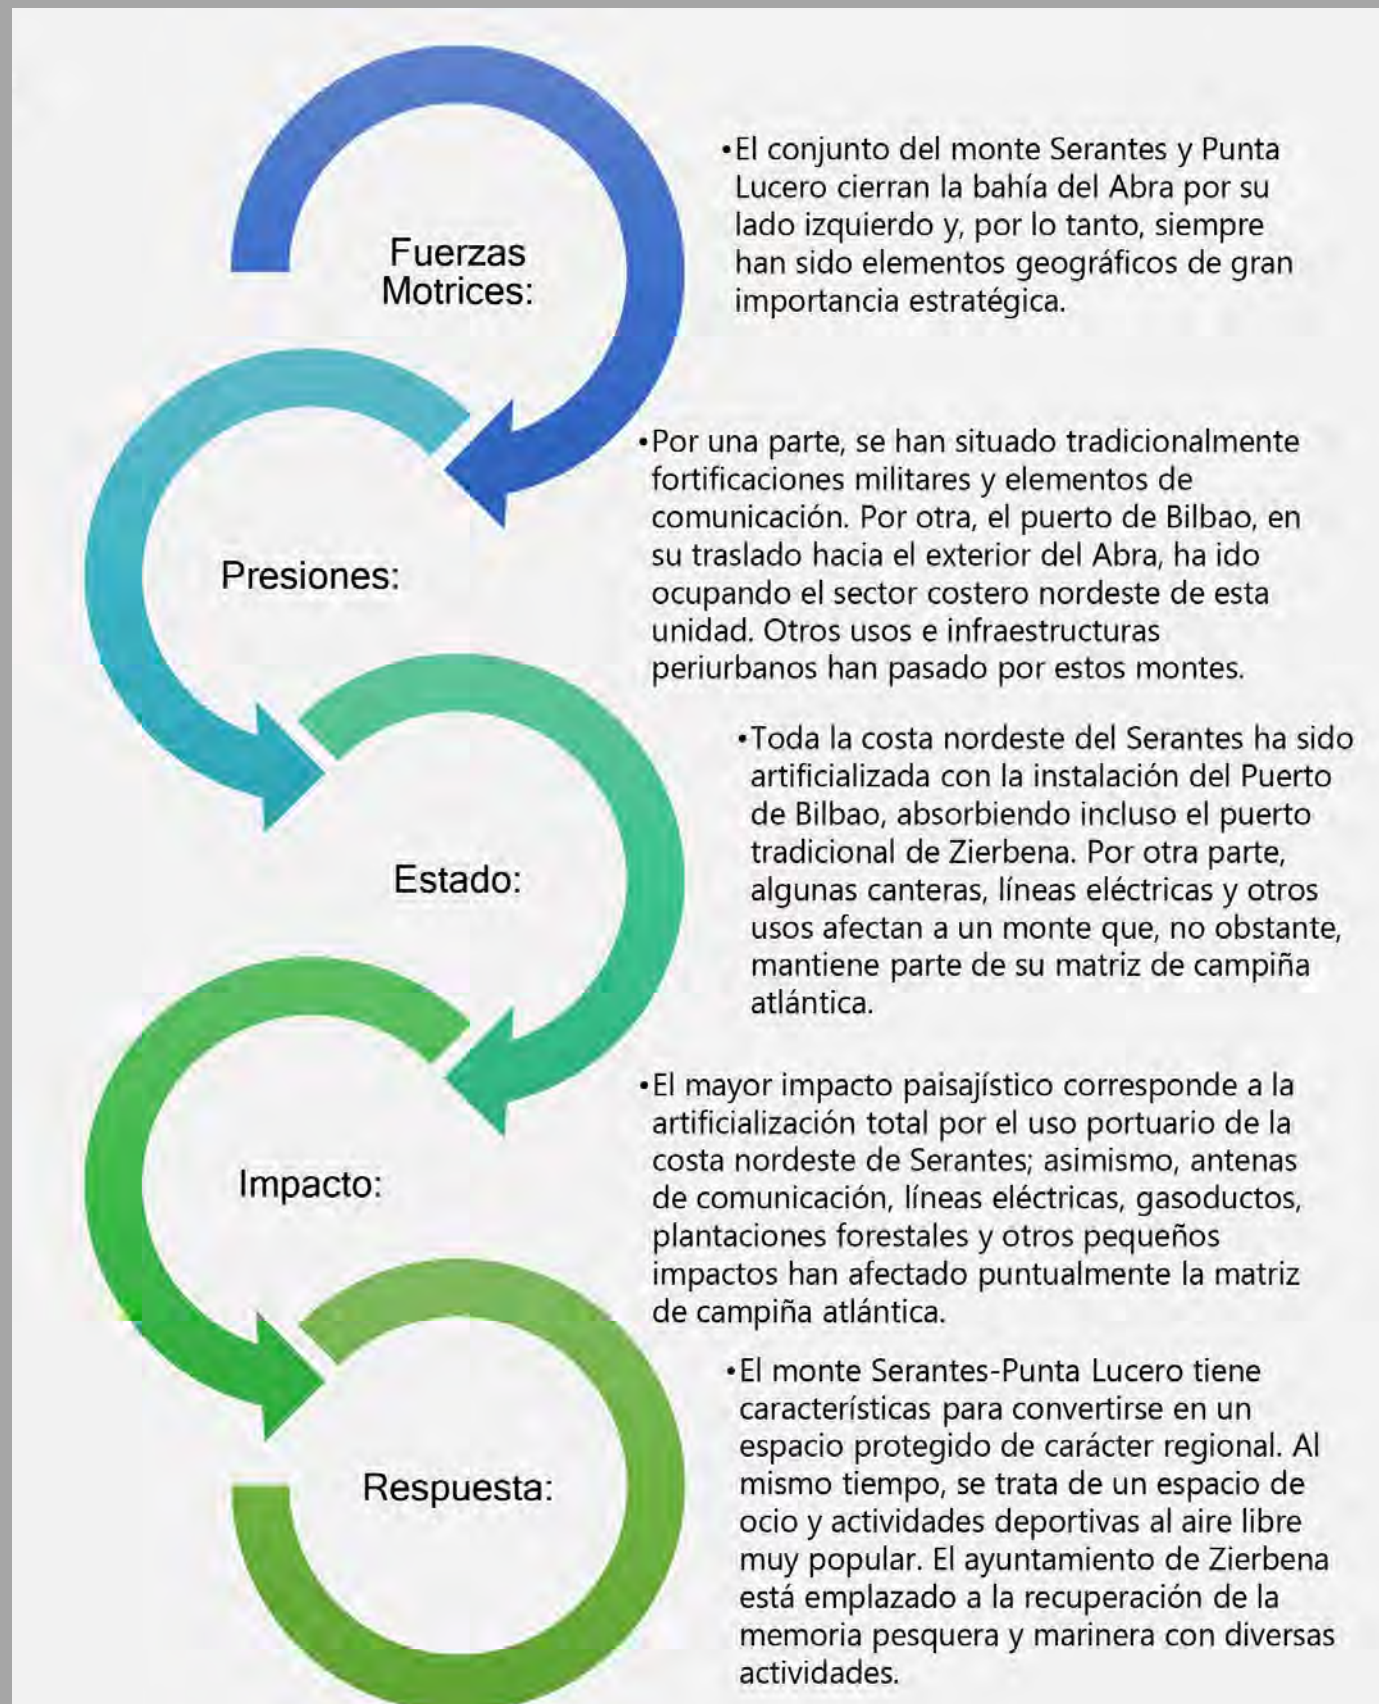 Fuerzas
Motrices:
•El conjunto del monte Serantes y Punta
Lucero cierran la bahía del Abra por su
lado izquierdo y, por lo tanto, siempre
han sido elementos geográficos de gran
importancia estratégica.
Presiones:
•Por una parte, se han situado tradicionalmente
fortificaciones militares y elementos de
comunicación. Por otra, el puerto de Bilbao, en
su traslado hacia el exterior del Abra, ha ido
ocupando el sector costero nordeste de esta
unidad. Otros usos e infraestructuras
periurbanos han pasado por estos montes.
Estado:
•Toda la costa nordeste del Serantes ha sido
artificializada con la instalación del Puerto
de Bilbao, absorbiendo incluso el puerto
tradicional de Zierbena. Por otra parte,
algunas canteras, líneas eléctricas y otros
usos afectan a un monte que, no obstante,
mantiene parte de su matriz de campiña
atlántica.
Impacto:
•El mayor impacto paisajístico corresponde a la
artificialización total por el uso portuario de la
costa nordeste de Serantes; asimismo, antenas
de comunicación, líneas eléctricas, gasoductos,
plantaciones forestales y otros pequeños
impactos han afectado puntualmente la matriz
de campiña atlántica.
Respuesta:
•El monte Serantes-Punta Lucero tiene
características para convertirse en un
espacio protegido de carácter regional. Al
mismo tiempo, se trata de un espacio de
ocio y actividades deportivas al aire libre
muy popular. El ayuntamiento de Zierbena
está emplazado a la recuperación de la
memoria pesquera y marinera con diversas
actividades.